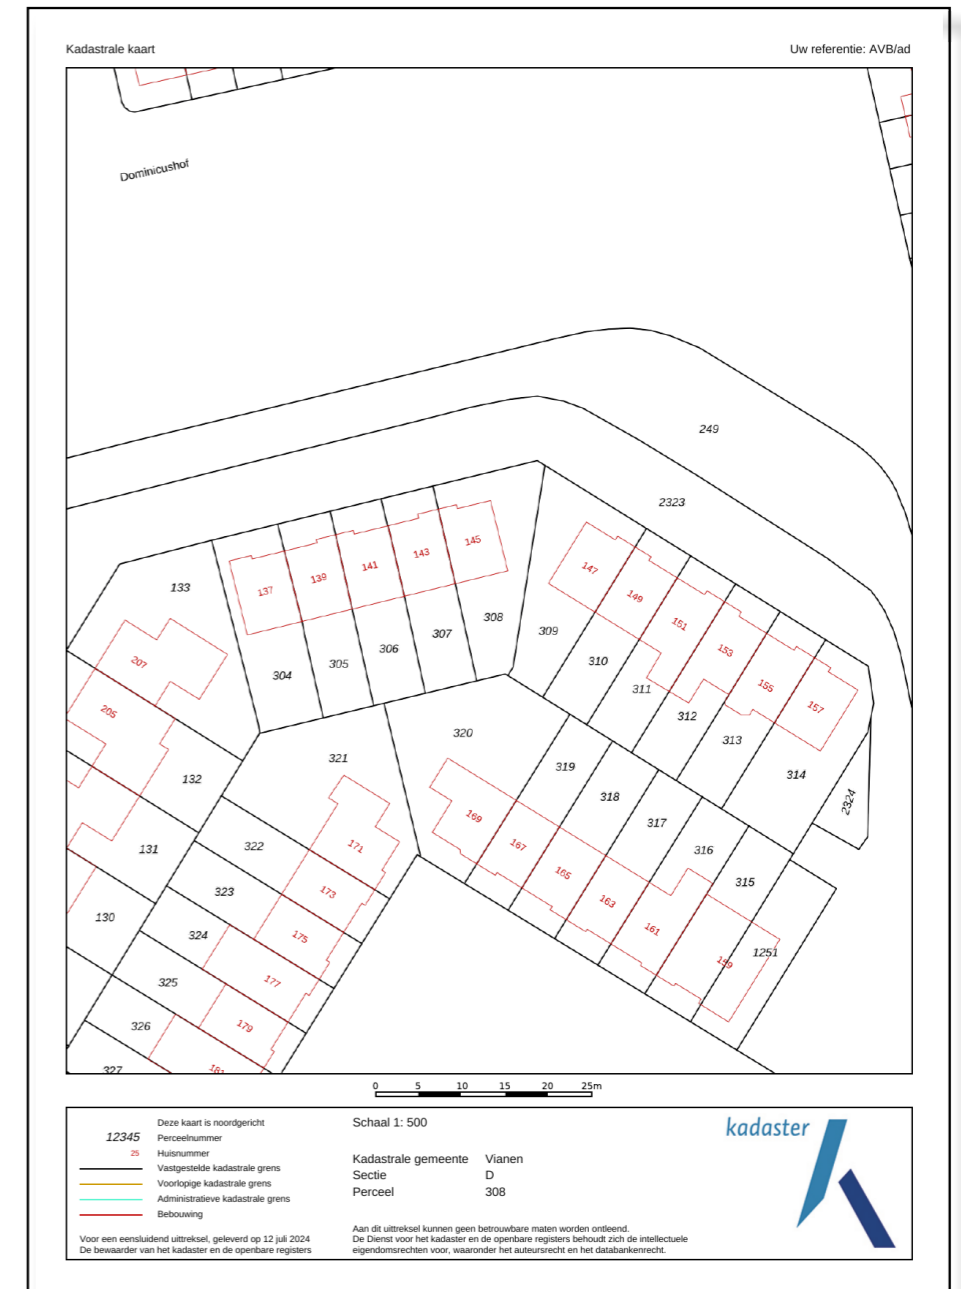 Kadastrale kaart
Uw referentie: AVB/ad
Dominicushof
249
2323
133
137
139
141
143
145
147
149
151
153
155
157
207
205
304
305
306
307
308
309
310
311
312
313
314
2324
132
131
130
321
320
319
318
317
316
315
1251
322
323
324
325
326
327
171
173
175
177
179
181
169
167
165
163
161
159
0 5 10 15 20 25m
12345
25
Deze kaart is noordgericht
Perceelnummer
Huisnummer
Vastgestelde kadastrale grens
Voorlopige kadastrale grens
Administratieve kadastrale grens
Bebouwing
Voor een eensluidend uittreksel, geleverd op 12 juli 2024
De bewaarder van het kadaster en de openbare registers
Schaal 1: 500
Kadastrale gemeente Vianen
Sectie D
Perceel 308
Aan dit uittreksel kunnen geen betrouwbare maten worden ontleend.
De Dienst voor het kadaster en de openbare registers behoudt zich de intellectuele
eigendomsrechten voor, waaronder het auteursrecht en het databankenrecht.
kadaster